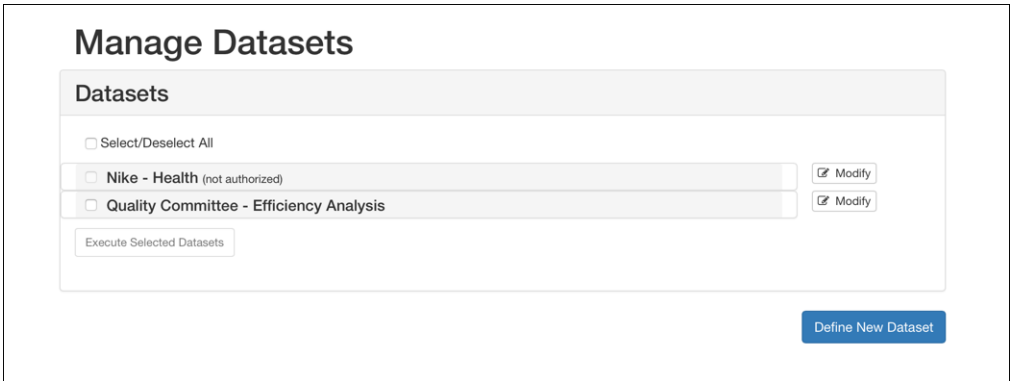 Manage Datasets
Datasets
Select/Deselect All
Nike - Health (not authorized)
Modify
Quality Committee - Efficiency Analysis
Modify
Execute Selected Datasets
Define New Dataset